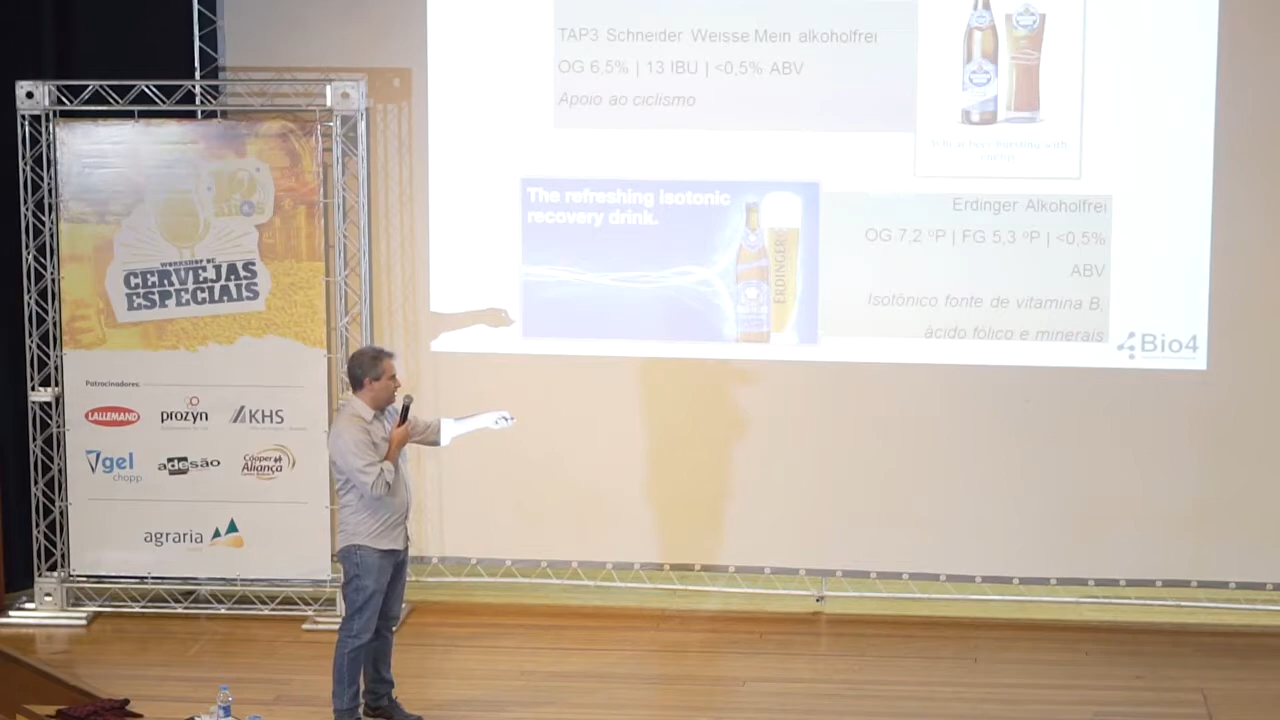 TAP3 Schneider Weisse Mein alkoholfrei
OG 6,5% | 13 IBU | <0,5% ABV
Apoio ao ciclismo
The refreshing isotonic
recovery drink.
ERDINGER
Erdinger Alkoholfrei
OG 7,2 ºP | FG 5,3 ºP | <0,5%
ABV
Isotônico fonte de vitamina B,
ácido fólico e minerais
Bio4
WORKSHOP DE
CERVEJAS
ESPECIAIS
Patrocinadores:
LALLEMAND
prozyn
KHS
gel
chopp
adesão
Cooper
Aliança
agraria